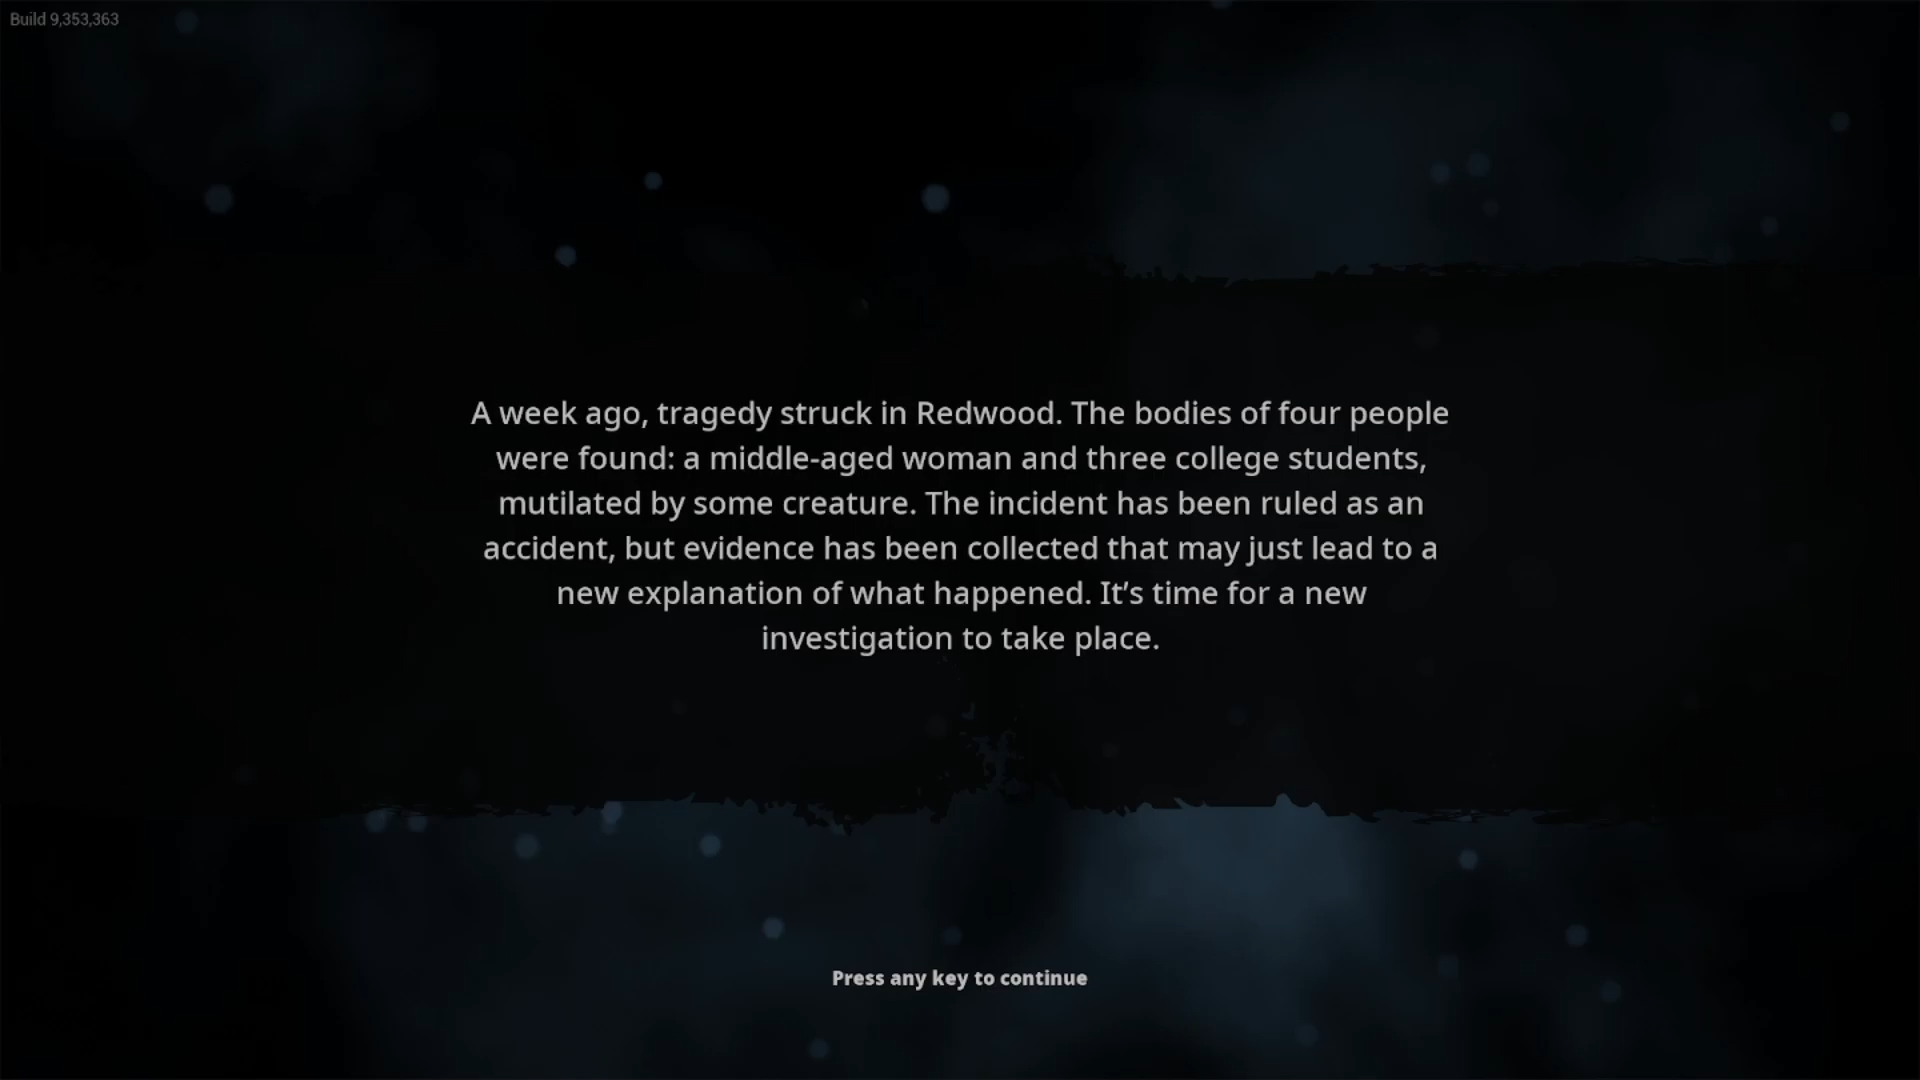 Build 9,353,363
A week ago, tragedy struck in Redwood. The bodies of four people
were found: a middle-aged woman and three college students,
mutilated by some creature. The incident has been ruled as an
accident, but evidence has been collected that may just lead to a
new explanation of what happened. It’s time for a new
investigation to take place.
Press any key to continue